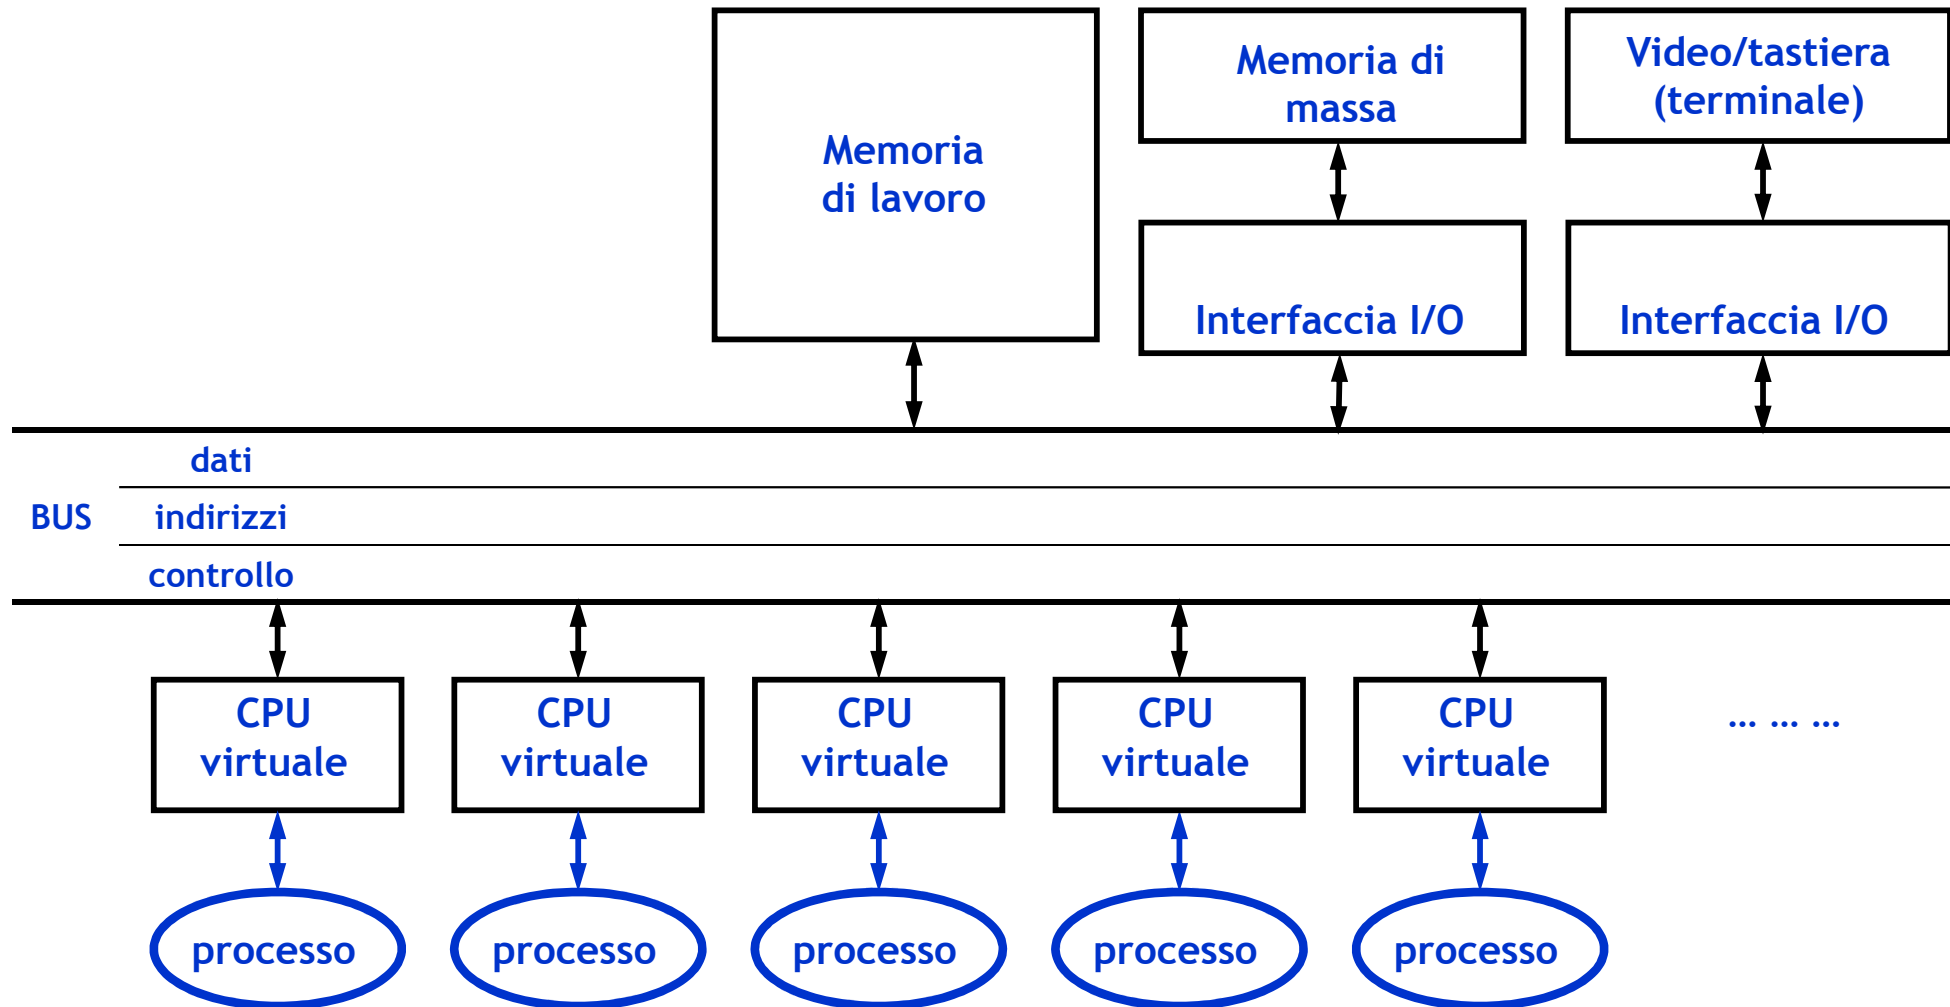 Memoria
di lavoro
Memoria di
massa
Video/tastiera
(terminale)
Interfaccia I/O
Interfaccia I/O
BUS
dati
indirizzi
controllo
CPU
virtuale
CPU
virtuale
CPU
virtuale
CPU
virtuale
CPU
virtuale
... ... ...
processo
processo
processo
processo
processo